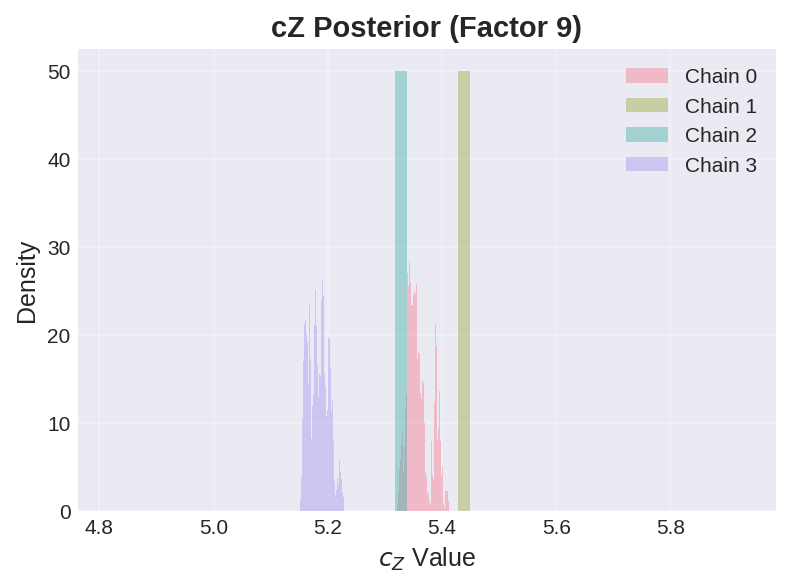 cZ Posterior (Factor 9)
50
40
30
20
10
0
Density
Chain 0
Chain 1
Chain 2
Chain 3
4.8 5.0 5.2 5.4 5.6 5.8
c_Z Value